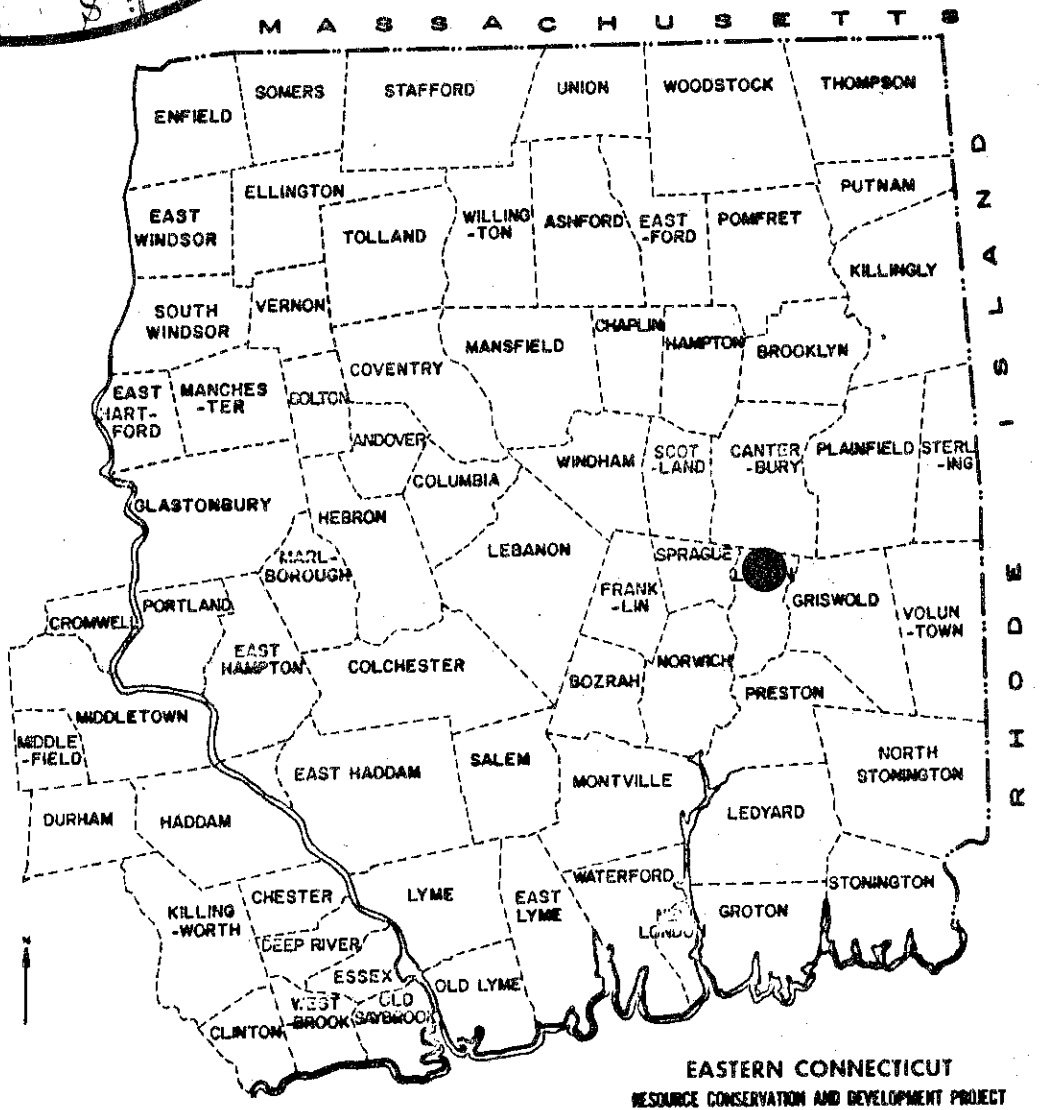 S
MASSACHUSETTS
ENFIELD
SOMERS
STAFFORD
UNION
WOODSTOCK
THOMPSON
PUTNAM
EAST
WINDSOR
ELLINGTON
TOLLAND
WILLING
-TON
ASHFORD
EAST
-FORD
POMFRET
KILLINGLY
SOUTH
WINDSOR
VERNON
COVENTRY
MANSFIELD
CHAPLIN
HAMPTON
BROOKLYN
EAST
HART-
FORD
MANCHES
-TER
BOLTON
ANDOVER
COLUMBIA
WINDHAM
SCOT
-LAND
CANTER
-BURY
PLAINFIELD
STERL
-ING
GLASTONBURY
HEBRON
MARL-
BOROUGH
LEBANON
SPRAGUE
FRANK
-LIN
GRISWOLD
VOLUN
-TOWN
CROMWELL
PORTLAND
EAST
HAMPTON
COLCHESTER
BOZRAH
NORWICH
PRESTON
MIDDLETOWN
MIDDLE
-FIELD
EAST HADDAM
SALEM
MONTVILLE
NORTH
STONINGTON
LEDYARD
DURHAM
HADDAM
CHESTER
LYME
EAST
LYME
WATERFORD
NEW
LONDON
GROTON
STONINGTON
KILLING
-WORTH
DEEP RIVER
ESSEX
OLD LYME
CLINTON
WEST
-BROOK
OLD
SAYBROOK
RHODE ISLAND
N
EASTERN CONNECTICUT
RESOURCE CONSERVATION AND DEVELOPMENT PROJECT